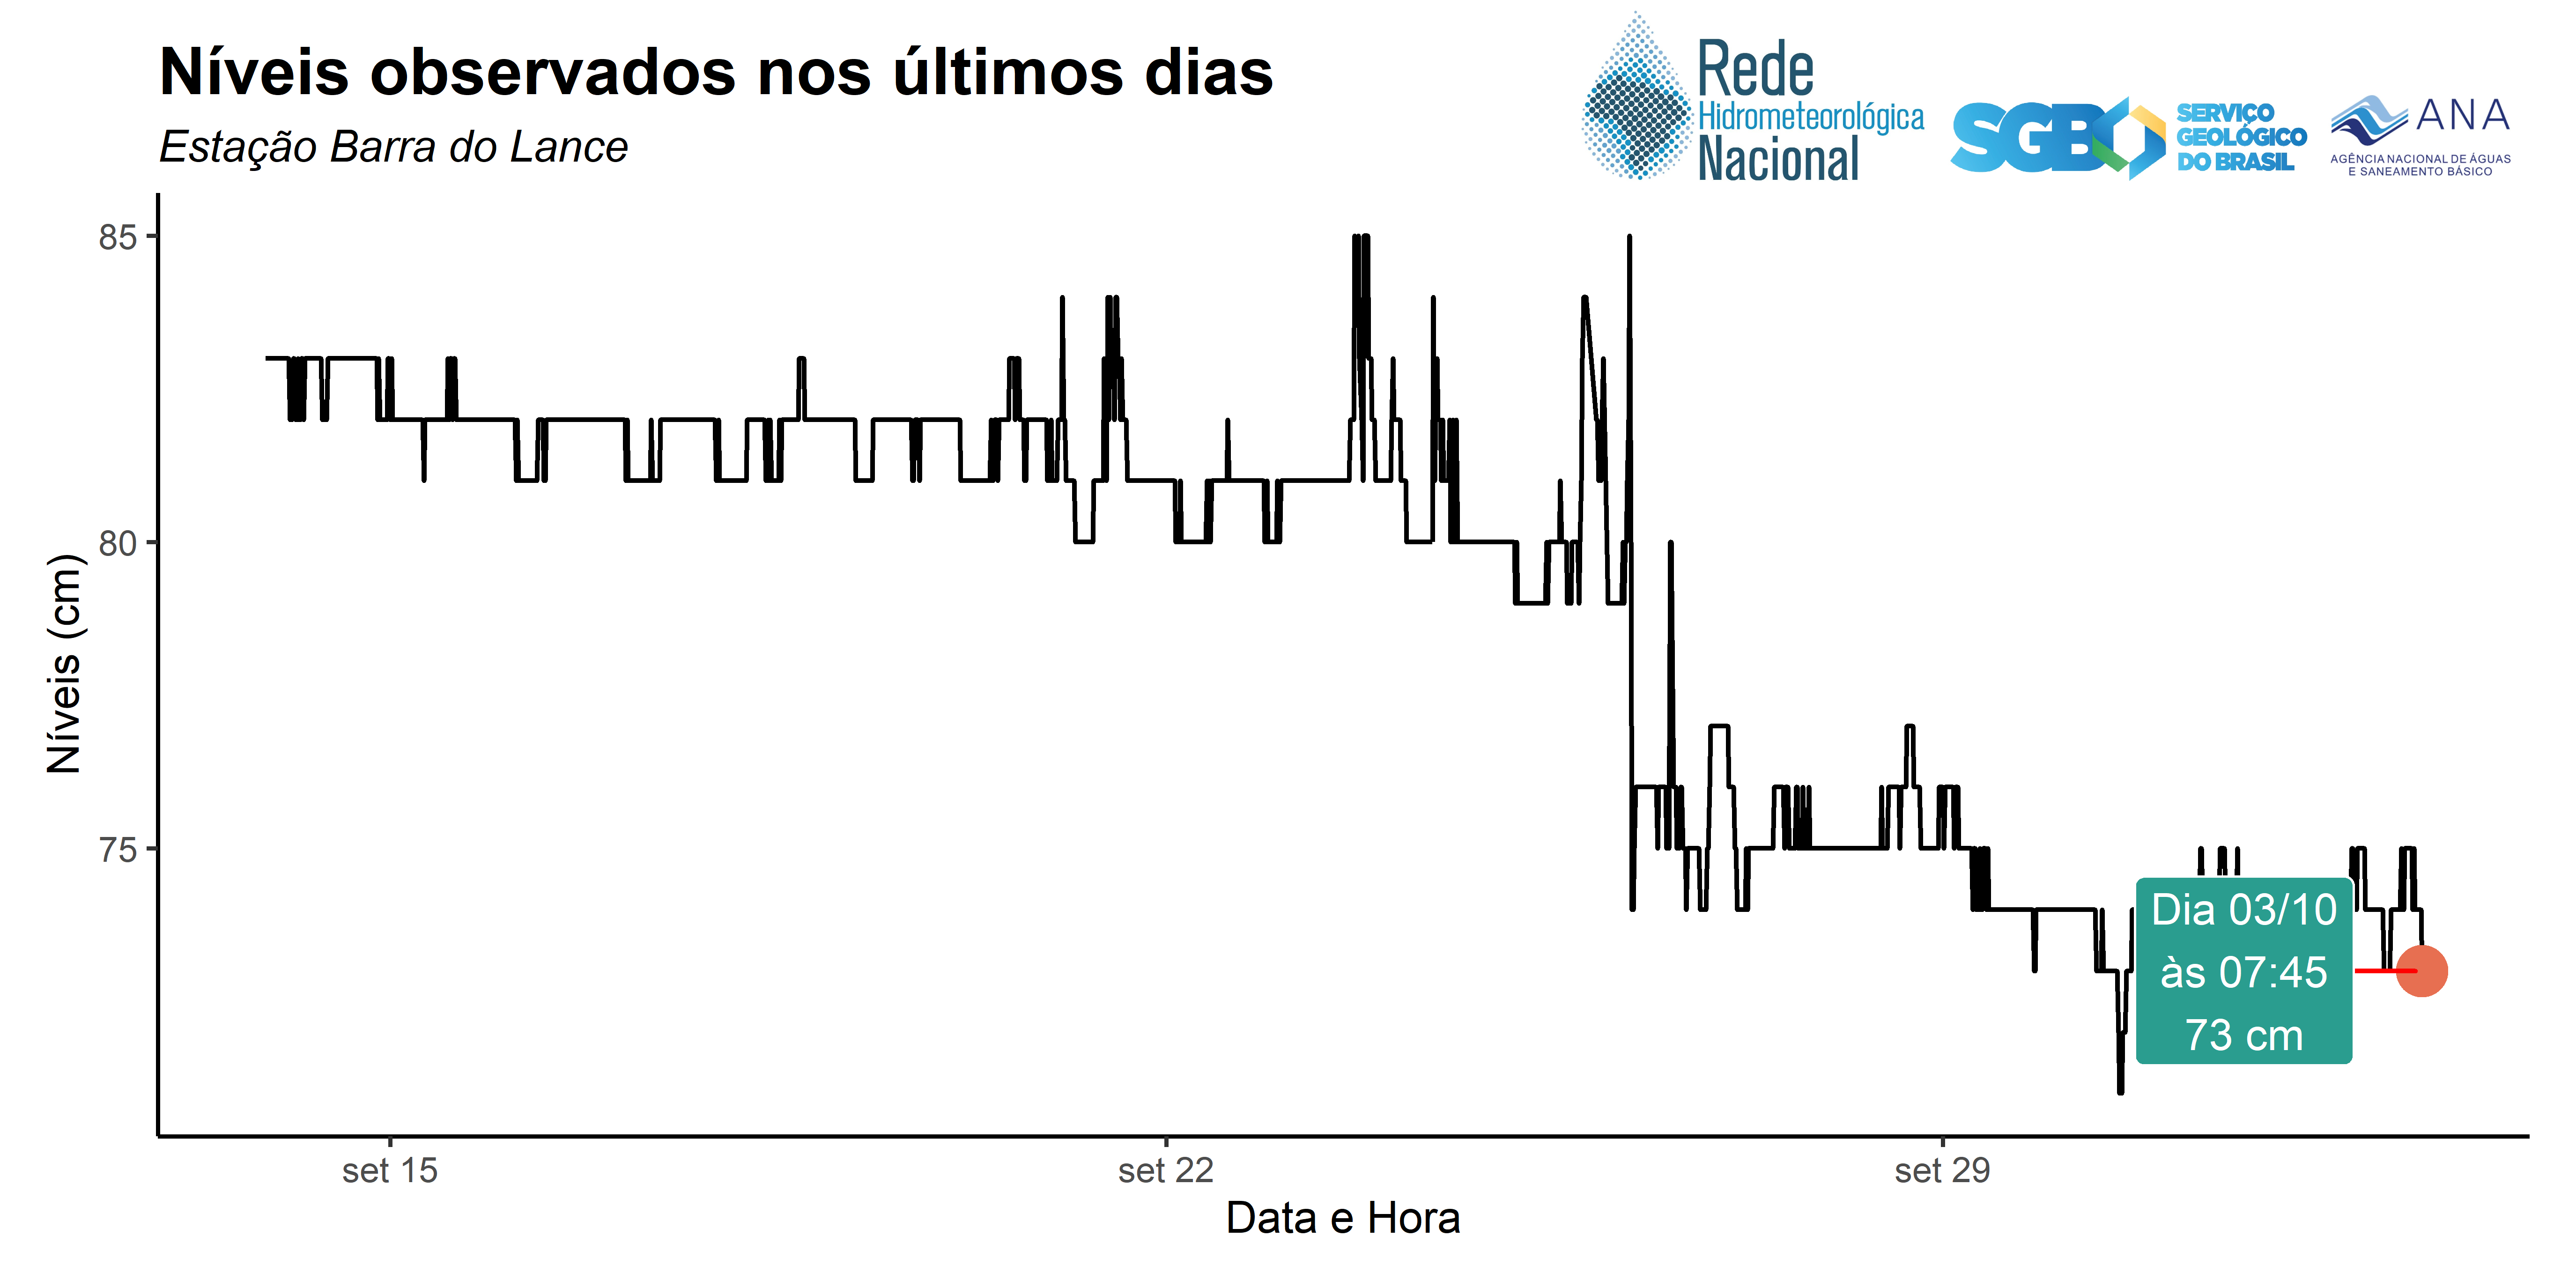 Níveis observados nos últimos dias
Estação Barra do Lance
Rede
Hidrometeorológica
Nacional
SGB
SERVIÇO
GEOLÓGICO
DO BRASIL
ANA
AGÊNCIA NACIONAL DE ÁGUAS
E SANEAMENTO BÁSICO
85
80
75
Níveis (cm)
Dia 03/10
às 07:45
73 cm
set 15
set 22
set 29
Data e Hora